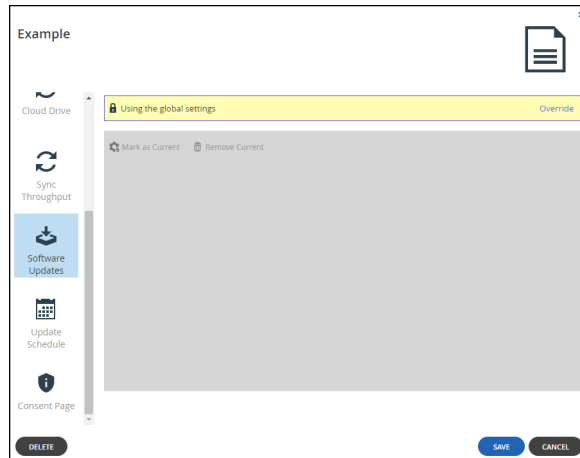 Example
Cloud Drive
Using the global settings
Override
Mark as Current
Remove Current
Sync
Throughput
Software
Updates
Update
Schedule
Consent Page
DELETE
SAVE
CANCEL